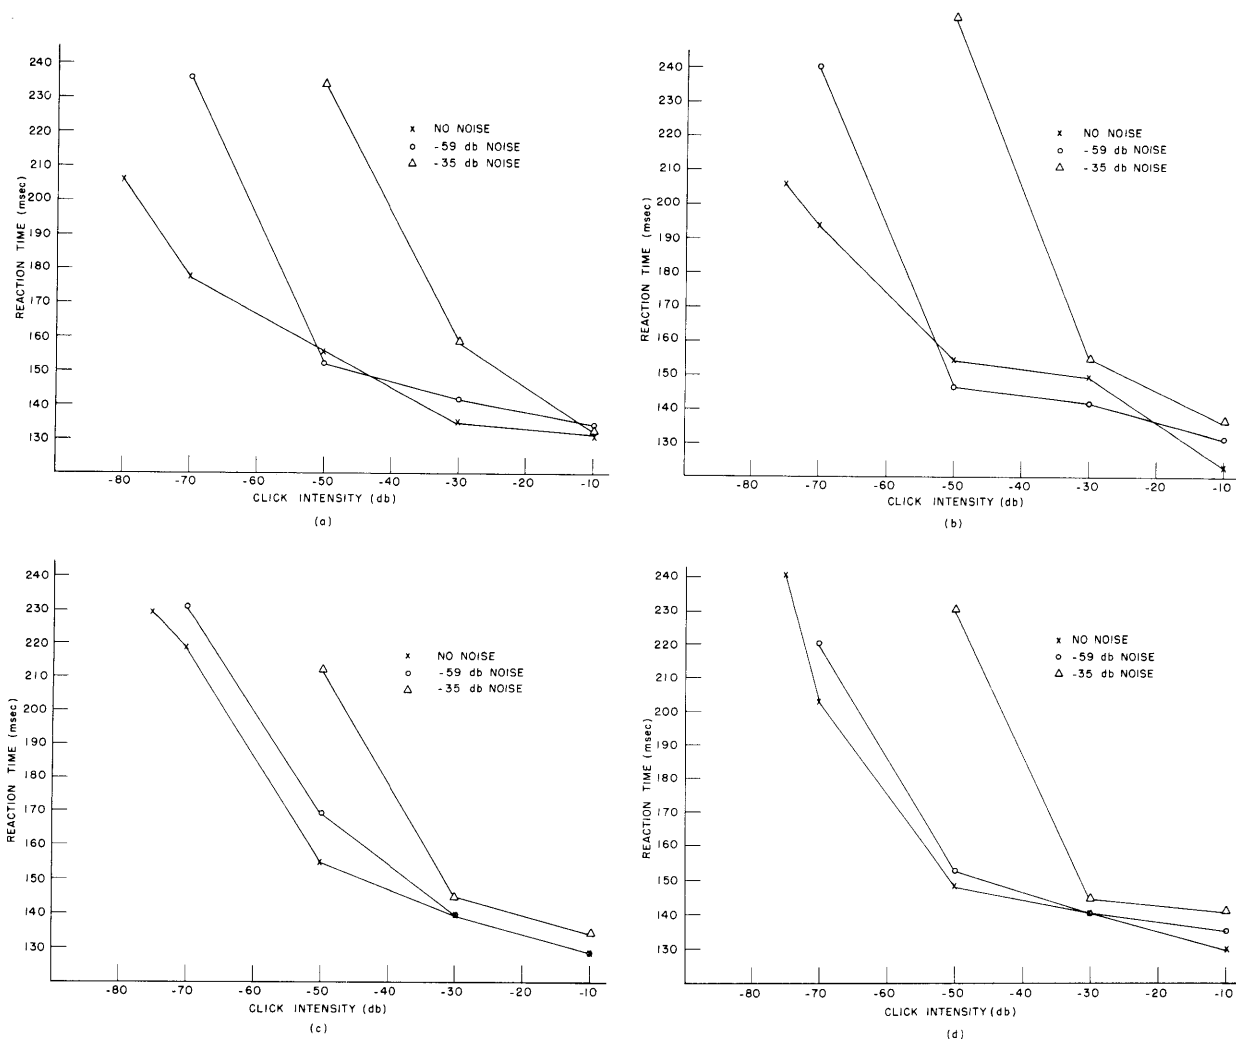 240
230
220
210
200
190
180
170
160
150
140
130
REACTION TIME (msec)
x NO NOISE
o -59 db NOISE
△ -35 db NOISE
-80 -70 -60 -50 -40 -30 -20 -10
CLICK INTENSITY (db)
(a)
240
230
220
210
200
190
180
170
160
150
140
130
REACTION TIME (msec)
x NO NOISE
o -59 db NOISE
△ -35 db NOISE
-80 -70 -60 -50 -40 -30 -20 -10
CLICK INTENSITY (db)
(b)
240
230
220
210
200
190
180
170
160
150
140
130
REACTION TIME (msec)
x NO NOISE
o -59 db NOISE
△ -35 db NOISE
-80 -70 -60 -50 -40 -30 -20 -10
CLICK INTENSITY (db)
(c)
240
230
220
210
200
190
180
170
160
150
140
130
REACTION TIME (msec)
x NO NOISE
o -59 db NOISE
△ -35 db NOISE
-80 -70 -60 -50 -40 -30 -20 -10
CLICK INTENSITY (db)
(d)